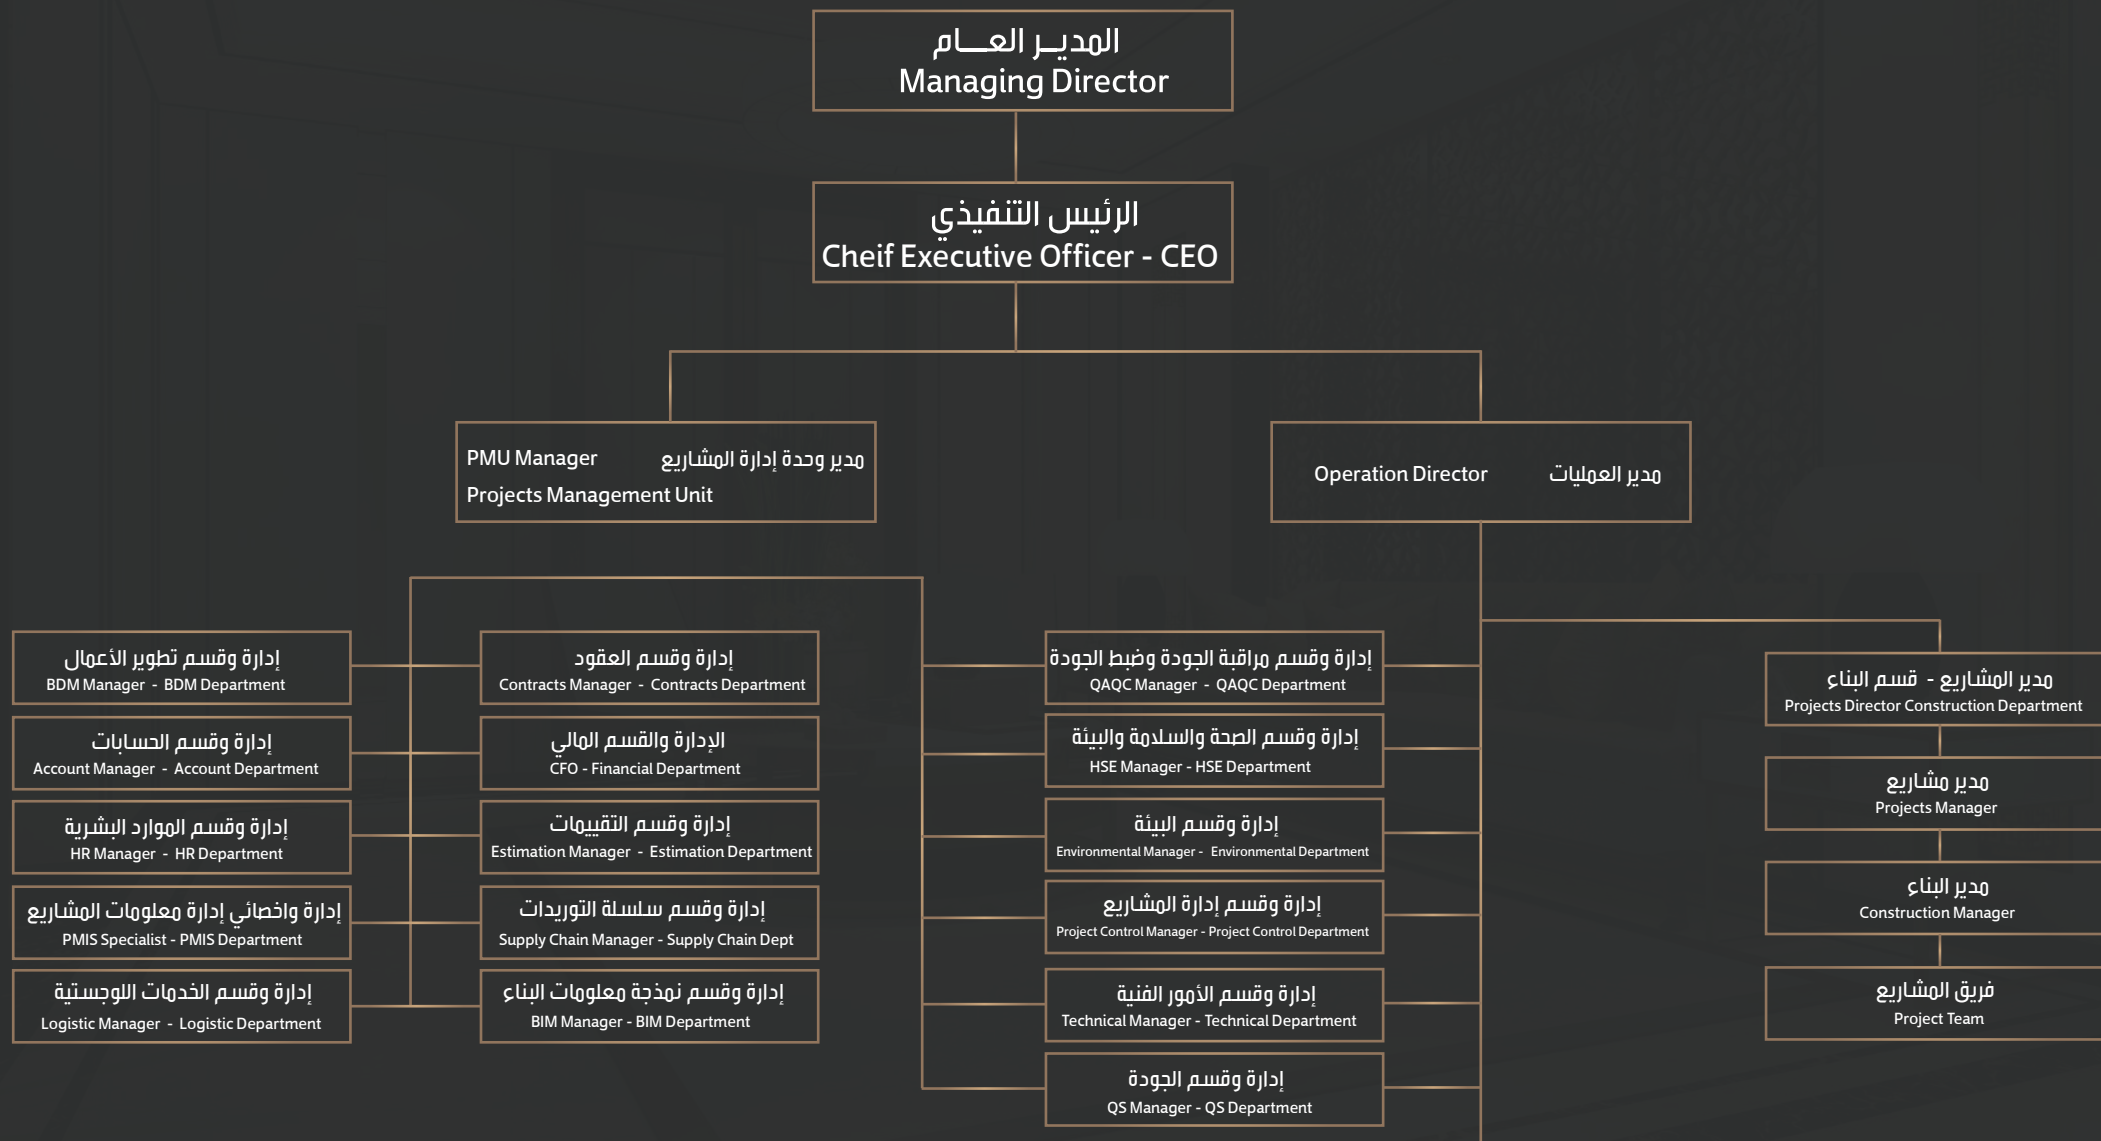 المديــر العـــام
Managing Director
الرئيس التنفيذي
Cheif Executive Officer - CEO
PMU Manager مدير وحدة إدارة المشاريع
Projects Management Unit
Operation Director مدير العمليات
إدارة وقسم تطوير الأعمال
BDM Manager - BDM Department
إدارة وقسم الحسابات
Account Manager - Account Department
إدارة وقسم الموارد البشرية
HR Manager - HR Department
إدارة واخصائي إدارة معلومات المشاريع
PMIS Specialist - PMIS Department
إدارة وقسم الخدمات اللوجستية
Logistic Manager - Logistic Department
إدارة وقسم العقود
Contracts Manager - Contracts Department
الإدارة والقسم المالي
CFO - Financial Department
إدارة وقسم التقييمات
Estimation Manager - Estimation Department
إدارة وقسم سلسلة التوريدات
Supply Chain Manager - Supply Chain Dept
إدارة وقسم نمذجة معلومات البناء
BIM Manager - BIM Department
إدارة وقسم مراقبة الجودة وضبط الجودة
QAQC Manager - QAQC Department
إدارة وقسم الصحة والسلامة والبيئة
HSE Manager - HSE Department
إدارة وقسم البيئة
Environmental Manager - Environmental Department
إدارة وقسم إدارة المشاريع
Project Control Manager - Project Control Department
إدارة وقسم الأمور الفنية
Technical Manager - Technical Department
إدارة وقسم الجودة
QS Manager - QS Department
مدير المشاريع - قسم البناء
Projects Director Construction Department
مدير مشاريع
Projects Manager
مدير البناء
Construction Manager
فريق المشاريع
Project Team